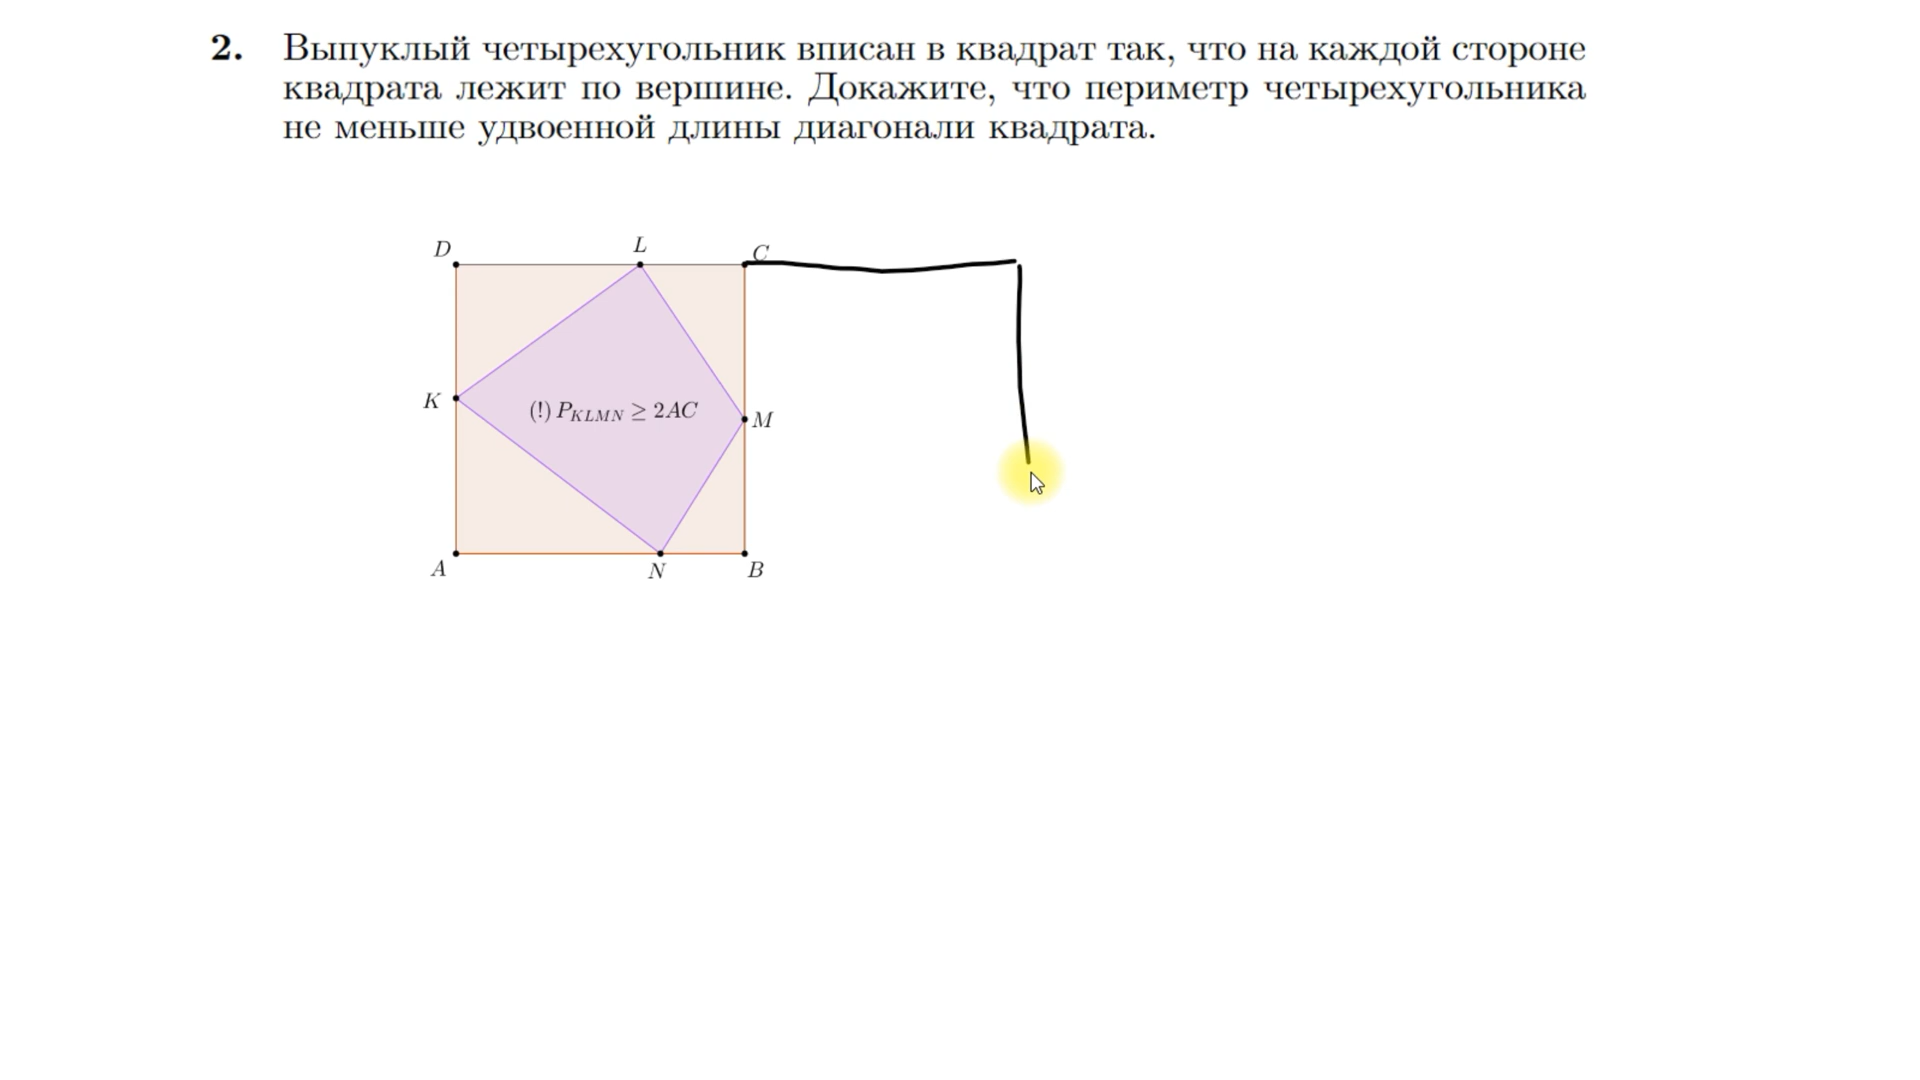 2. Выпуклый четырехугольник вписан в квадрат так, что на каждой стороне
квадрата лежит по вершине. Докажите, что периметр четырехугольника
не меньше удвоенной длины диагонали квадрата.
D L C
K (!) P_{KLMN} ≥ 2AC M
A N B